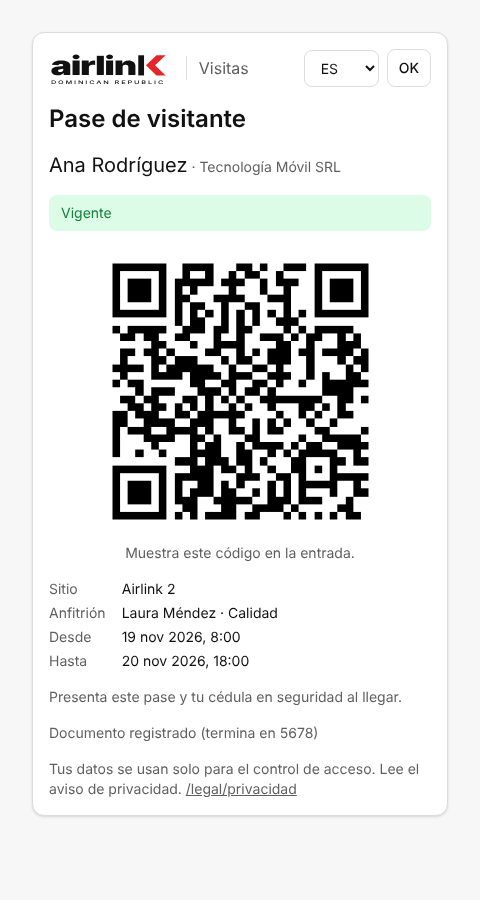 airlink
DOMINICAN REPUBLIC
Visitas
ES
OK
Pase de visitante
Ana Rodríguez · Tecnología Móvil SRL
Vigente
Muestra este código en la entrada.
Sitio Airlink 2
Anfitrión Laura Méndez · Calidad
Desde 19 nov 2026, 8:00
Hasta 20 nov 2026, 18:00
Presenta este pase y tu cédula en seguridad al llegar.
Documento registrado (termina en 5678)
Tus datos se usan solo para el control de acceso. Lee el
aviso de privacidad. /legal/privacidad